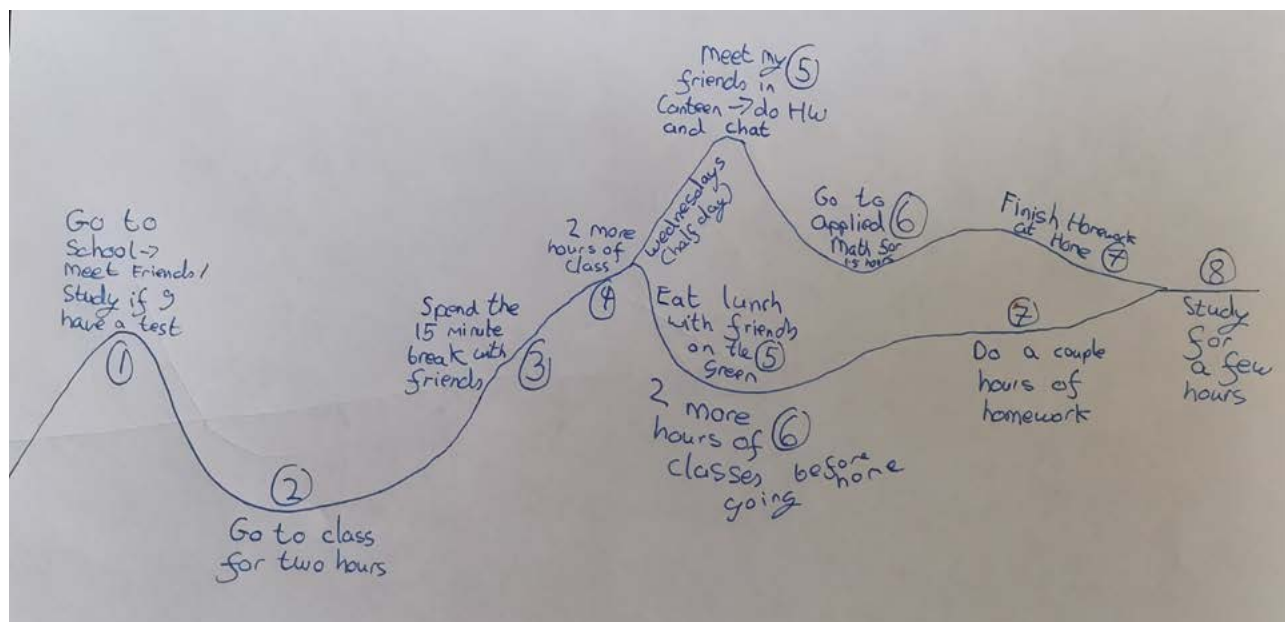 Go to
School ->
Meet Friends/
Study if I
have a test
①
②
Go to class
for two hours
Spend the
15 minute
break with
friends
③
2 more
hours of
class
④
Wednesdays
(half day)
Meet my ⑤
friends in
Canteen -> do HW
and chat
Go to
Applied ⑥
Math for
1.5 hours
Finish Homework
at Home ⑦
Eat lunch
with friends
on the ⑤
Green
2 more
hours of ⑥
classes before
going home
⑦
Do a couple
hours of
homework
⑧
Study
for
a few
hours